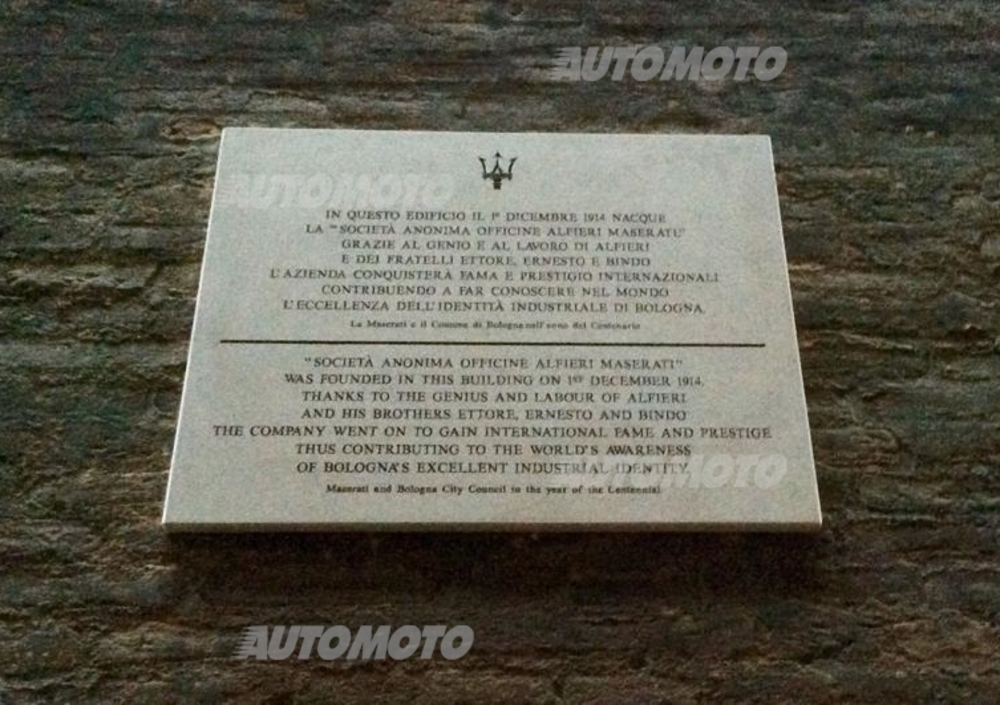 AUTOMOTO
AUTOMOTO
IN QUESTO EDIFICIO IL 1º DICEMBRE 1914 NACQUE
LA "SOCIETÀ ANONIMA OFFICINE ALFIERI MASERATI"
GRAZIE AL GENIO E AL LAVORO DI ALFIERI
E DEI FRATELLI ETTORE, ERNESTO E BINDO
L'AZIENDA CONQUISTERÀ FAMA E PRESTIGIO INTERNAZIONALI
CONTRIBUENDO A FAR CONOSCERE NEL MONDO
L'ECCELLENZA DELL'IDENTITÀ INDUSTRIALE DI BOLOGNA.
La Maserati e il Comune di Bologna nell'anno del Centenario
"SOCIETÀ ANONIMA OFFICINE ALFIERI MASERATI"
WAS FOUNDED IN THIS BUILDING ON 1ST DECEMBER 1914.
THANKS TO THE GENIUS AND LABOUR OF ALFIERI
AND HIS BROTHERS ETTORE, ERNESTO AND BINDO
THE COMPANY WENT ON TO GAIN INTERNATIONAL FAME AND PRESTIGE
THUS CONTRIBUTING TO THE WORLD'S AWARENESS
OF BOLOGNA'S EXCELLENT INDUSTRIAL IDENTITY.
AUTOMOTO
Maserati and Bologna City Council in the year of the Centennial
AUTOMOTO